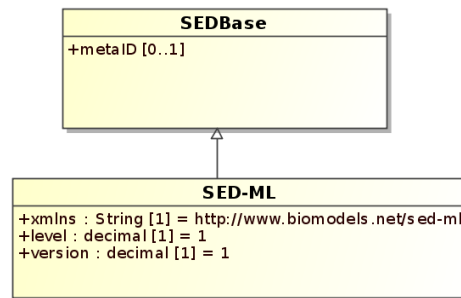 SEDBase
+metaID [0..1]
SED-ML
+xmlns : String [1] = http://www.biomodels.net/sed-ml
+level : decimal [1] = 1
+version : decimal [1] = 1